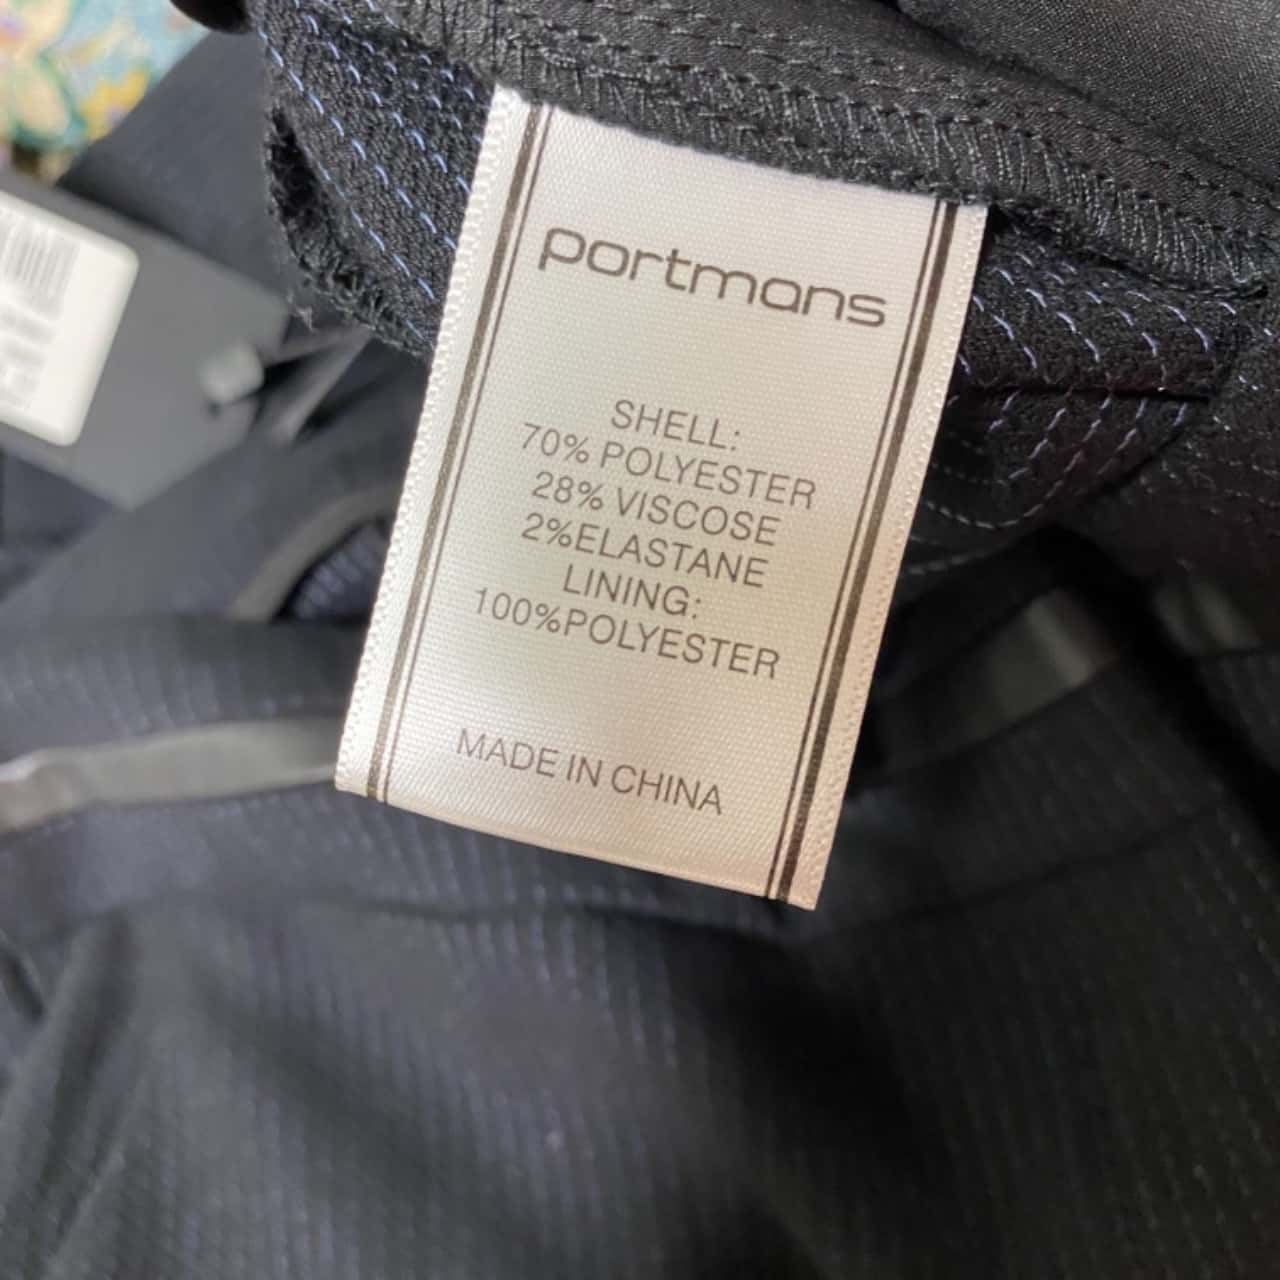 portmans
SHELL:
70% POLYESTER
28% VISCOSE
2%ELASTANE
LINING:
100%POLYESTER
MADE IN CHINA